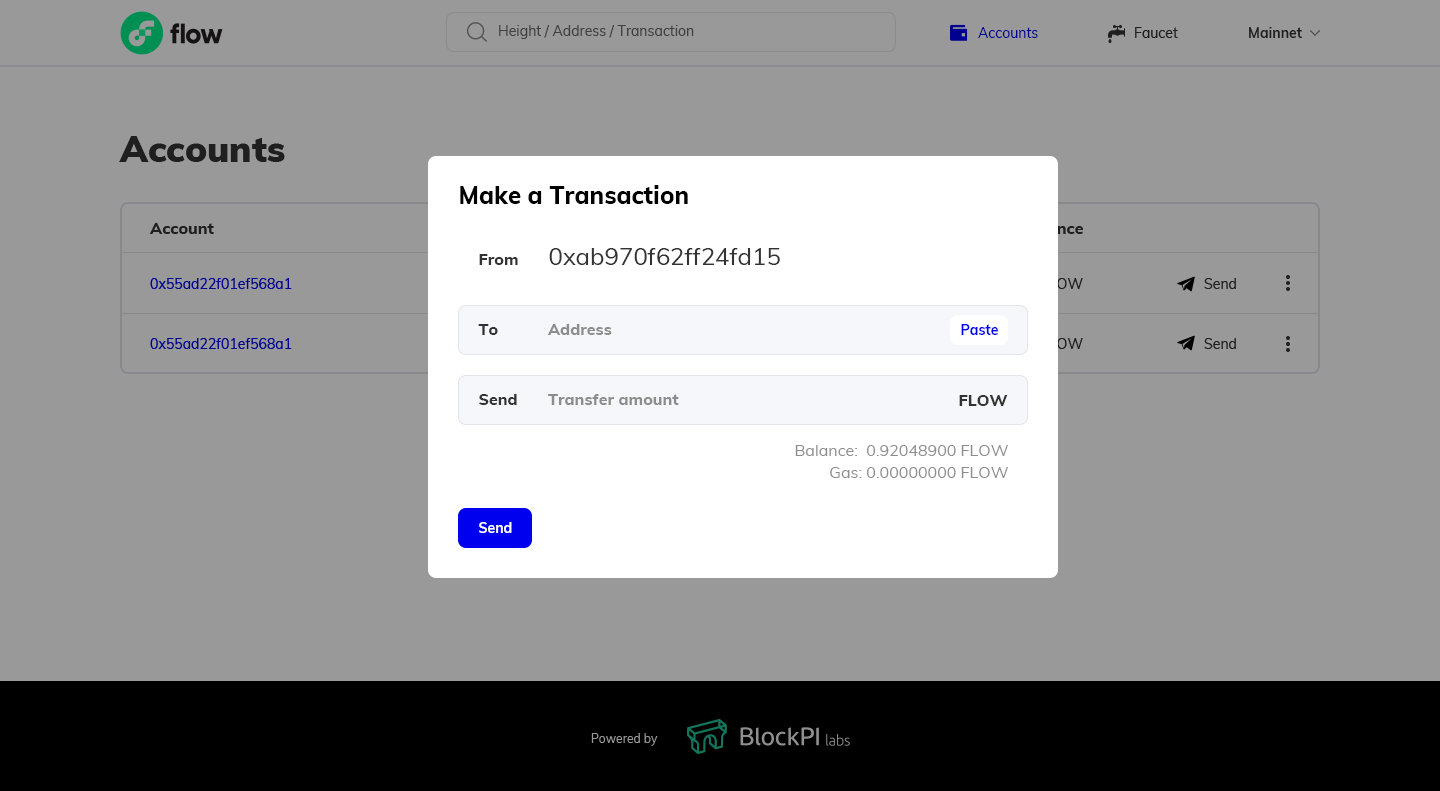 flow
Height / Address / Transaction
Accounts
Faucet
Mainnet
Accounts
Account
nce
0x55ad22f01ef568a1
OW
Send
0x55ad22f01ef568a1
OW
Send
Make a Transaction
From 0xab970f62ff24fd15
To Address Paste
Send Transfer amount FLOW
Balance: 0.92048900 FLOW
Gas: 0.00000000 FLOW
Send
Powered by BlockPI labs